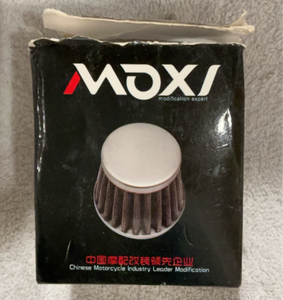 MOXI
modification expert
中国摩配改装领先企业
Chinese Motorcycle Industry Leader Modification